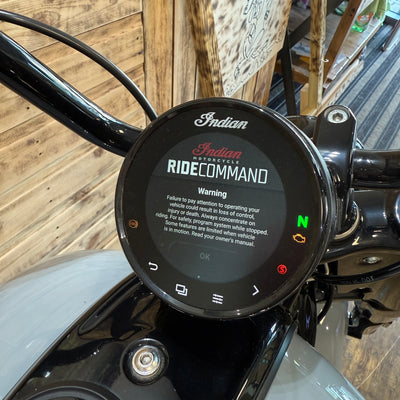 Indian
Indian
MOTORCYCLE
RIDE COMMAND
Warning
Failure to pay attention to operating your
vehicle could result in loss of control,
injury or death. Always concentrate on
riding. For safety, program system while stopped.
Some features are limited when vehicle
is in motion. Read your owner's manual.
OK
N